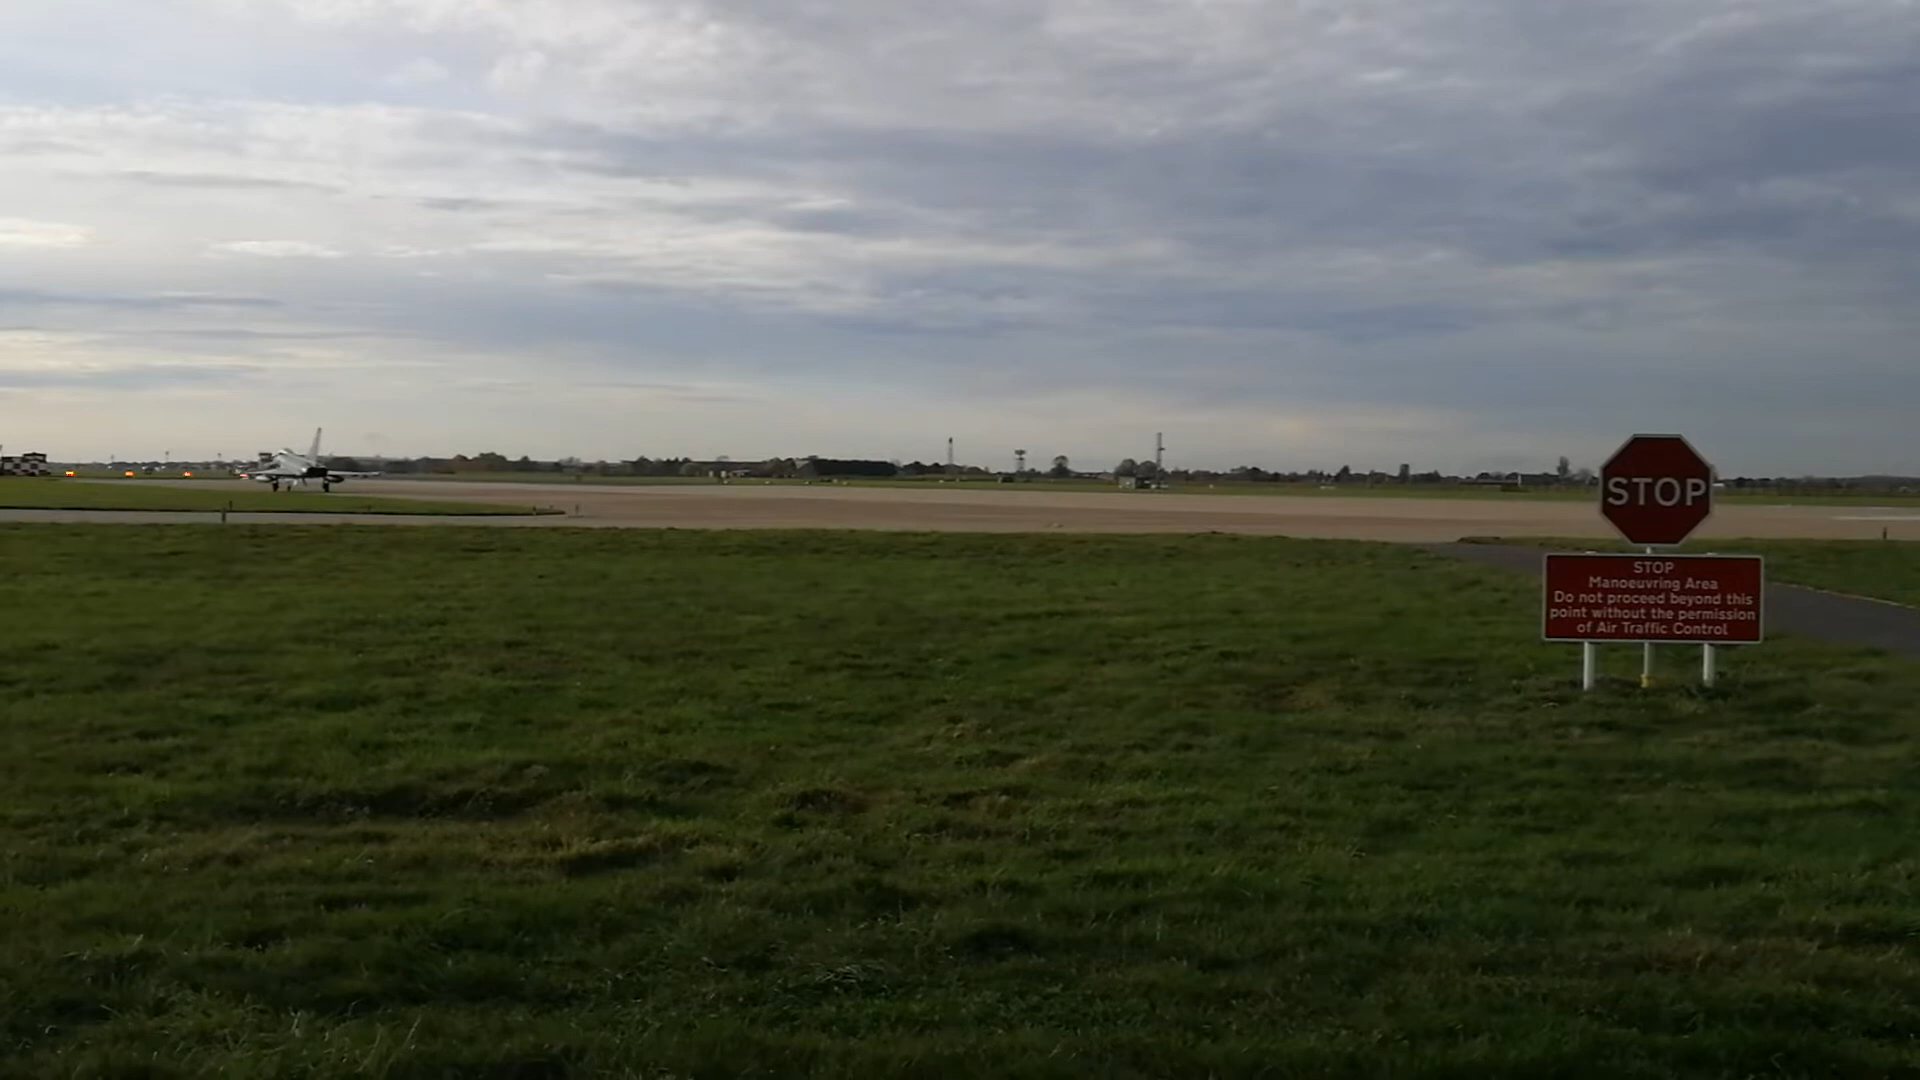 STOP
STOP
Manoeuvring Area
Do not proceed beyond this
point without the permission
of Air Traffic Control